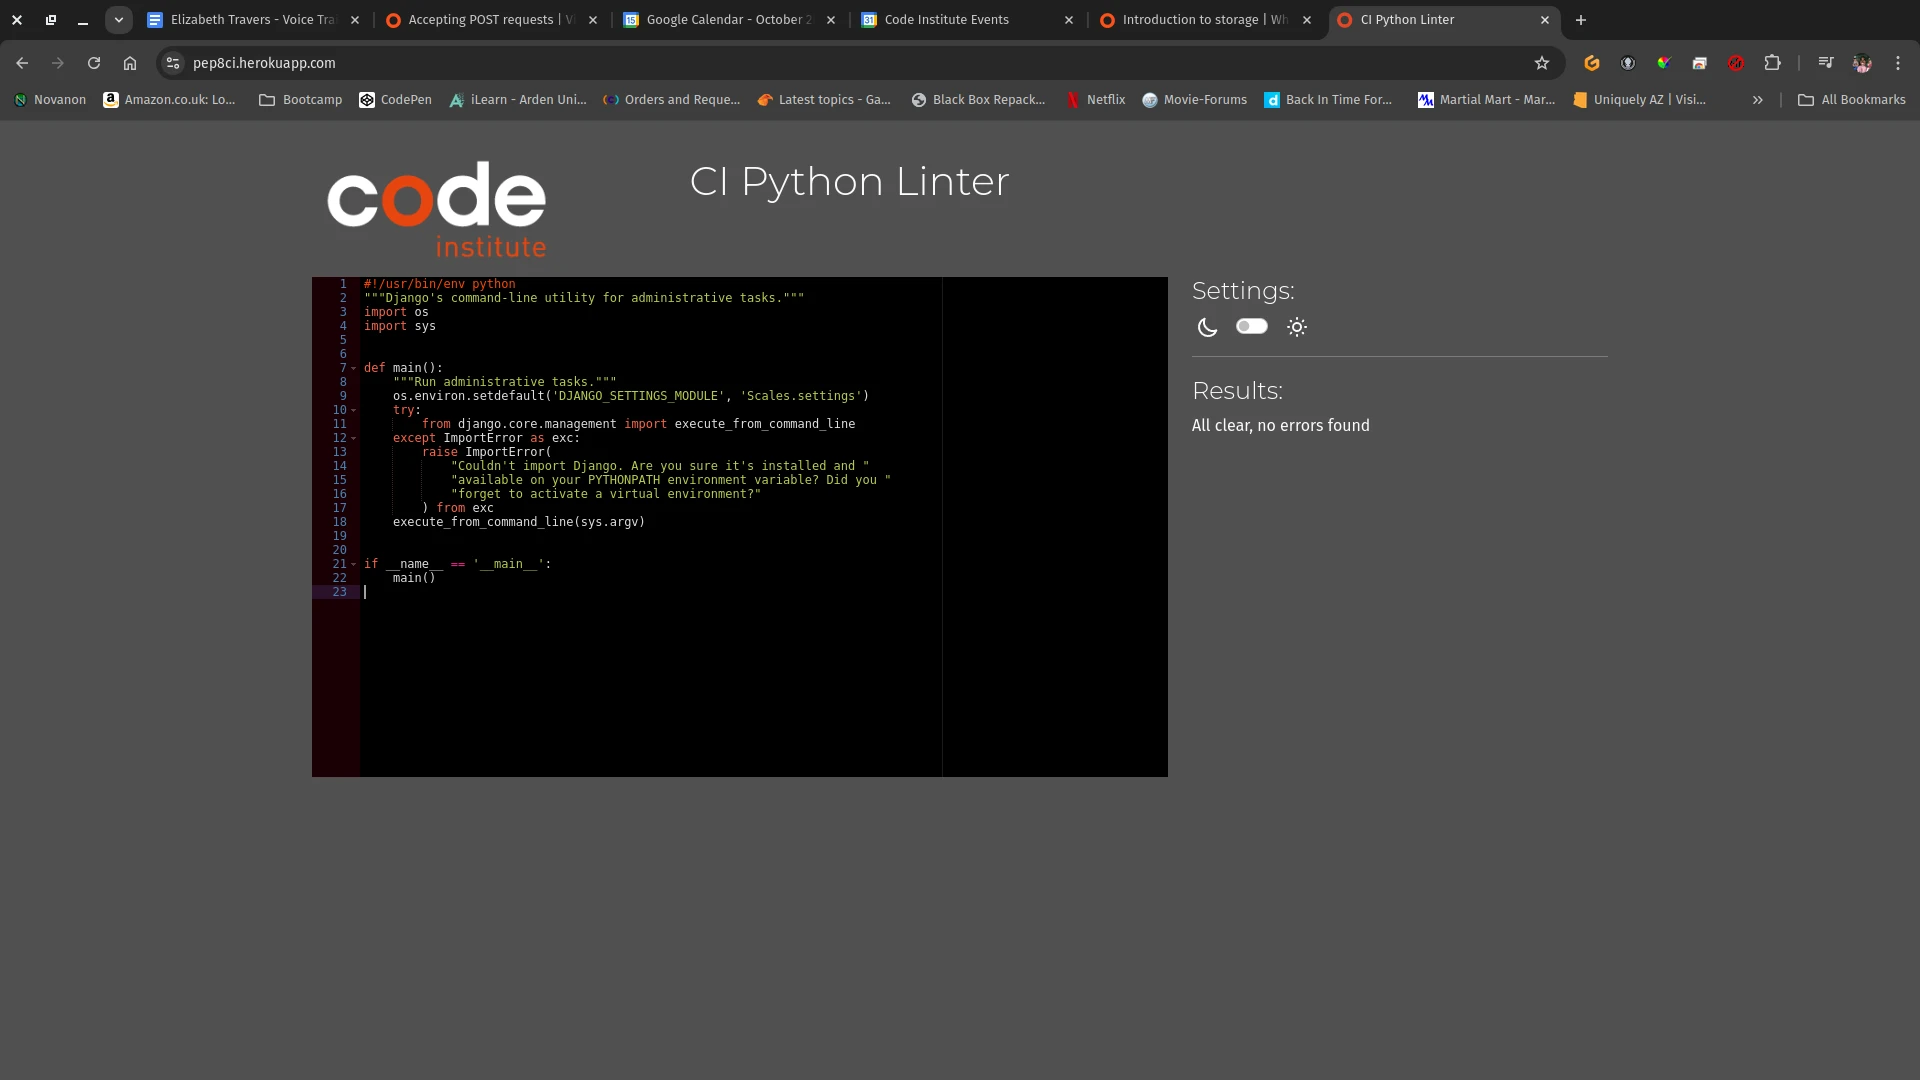 Elizabeth Travers - Voice Tra
Accepting POST requests | V
Google Calendar - October 2
Code Institute Events
Introduction to storage | Wh
CI Python Linter
pep8ci.herokuapp.com
Novanon
Amazon.co.uk: Lo...
Bootcamp
CodePen
iLearn - Arden Uni...
Orders and Reque...
Latest topics - Ga...
Black Box Repack...
Netflix
Movie-Forums
Back In Time For...
Martial Mart - Mar...
Uniquely AZ | Visi...
All Bookmarks
code
institute
CI Python Linter
1 #!/usr/bin/env python
2 """Django's command-line utility for administrative tasks."""
3 import os
4 import sys
5
6
7 def main():
8     """Run administrative tasks."""
9     os.environ.setdefault('DJANGO_SETTINGS_MODULE', 'Scales.settings')
10     try:
11         from django.core.management import execute_from_command_line
12     except ImportError as exc:
13         raise ImportError(
14             "Couldn't import Django. Are you sure it's installed and "
15             "available on your PYTHONPATH environment variable? Did you "
16             "forget to activate a virtual environment?"
17         ) from exc
18     execute_from_command_line(sys.argv)
19
20
21 if __name__ == '__main__':
22     main()
23
Settings:
Results:
All clear, no errors found